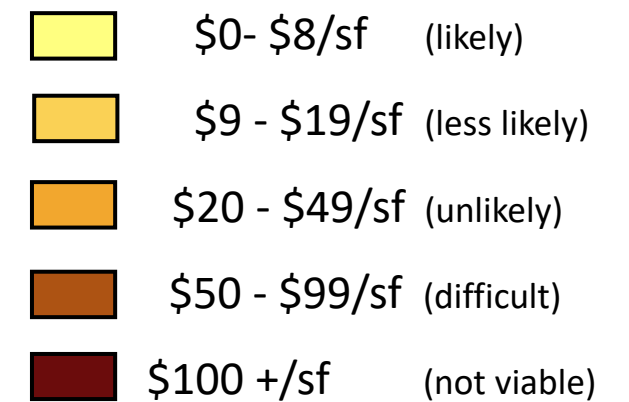 $0- $8/sf (likely)
$9 - $19/sf (less likely)
$20 - $49/sf (unlikely)
$50 - $99/sf (difficult)
$100 +/sf (not viable)